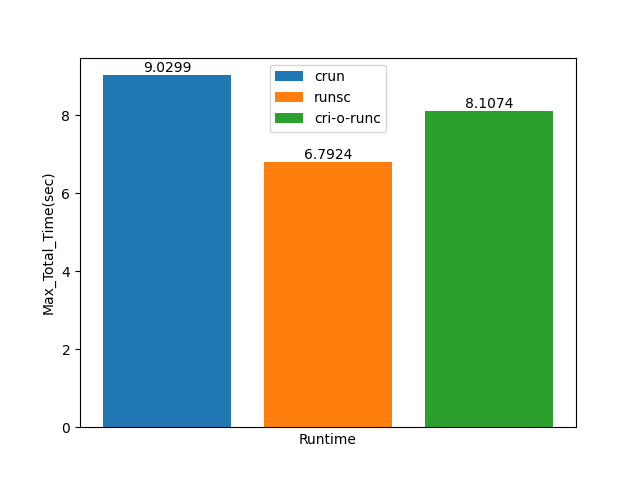 9.0299
crun
runsc
cri-o-runc
8.1074
6.7924
8
6
4
2
0
Max_Total_Time(sec)
Runtime